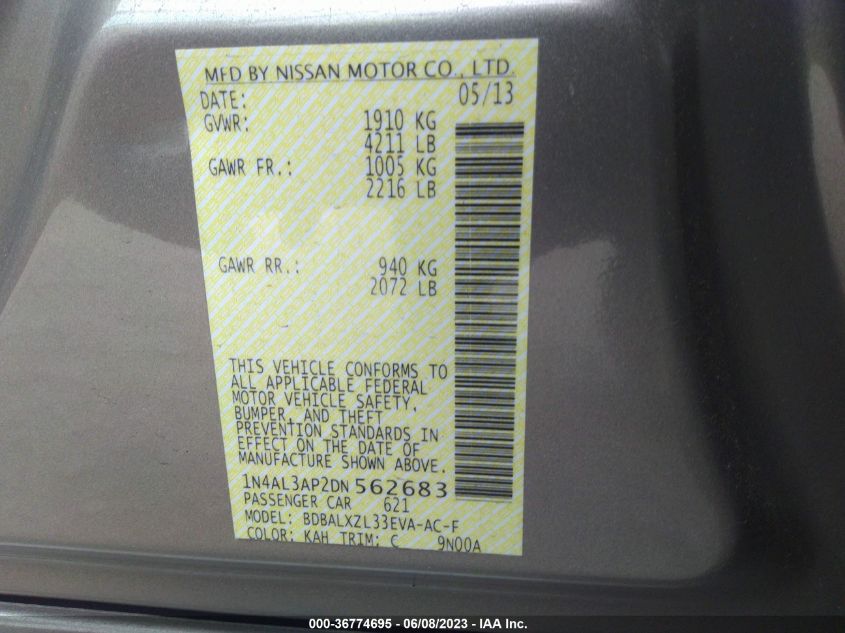 MFD BY NISSAN MOTOR CO., LTD.
DATE: 05/13
GVWR: 1910 KG
4211 LB
GAWR FR.: 1005 KG
2216 LB
GAWR RR.: 940 KG
2072 LB
THIS VEHICLE CONFORMS TO
ALL APPLICABLE FEDERAL
MOTOR VEHICLE SAFETY,
BUMPER, AND THEFT
PREVENTION STANDARDS IN
EFFECT ON THE DATE OF
MANUFACTURE SHOWN ABOVE.
1N4AL3AP2DN562683
PASSENGER CAR 621
MODEL: BDBALXZL33EVA-AC-F
COLOR: KAH TRIM: C 9N00A
000-36774695 - 06/08/2023 - IAA Inc.